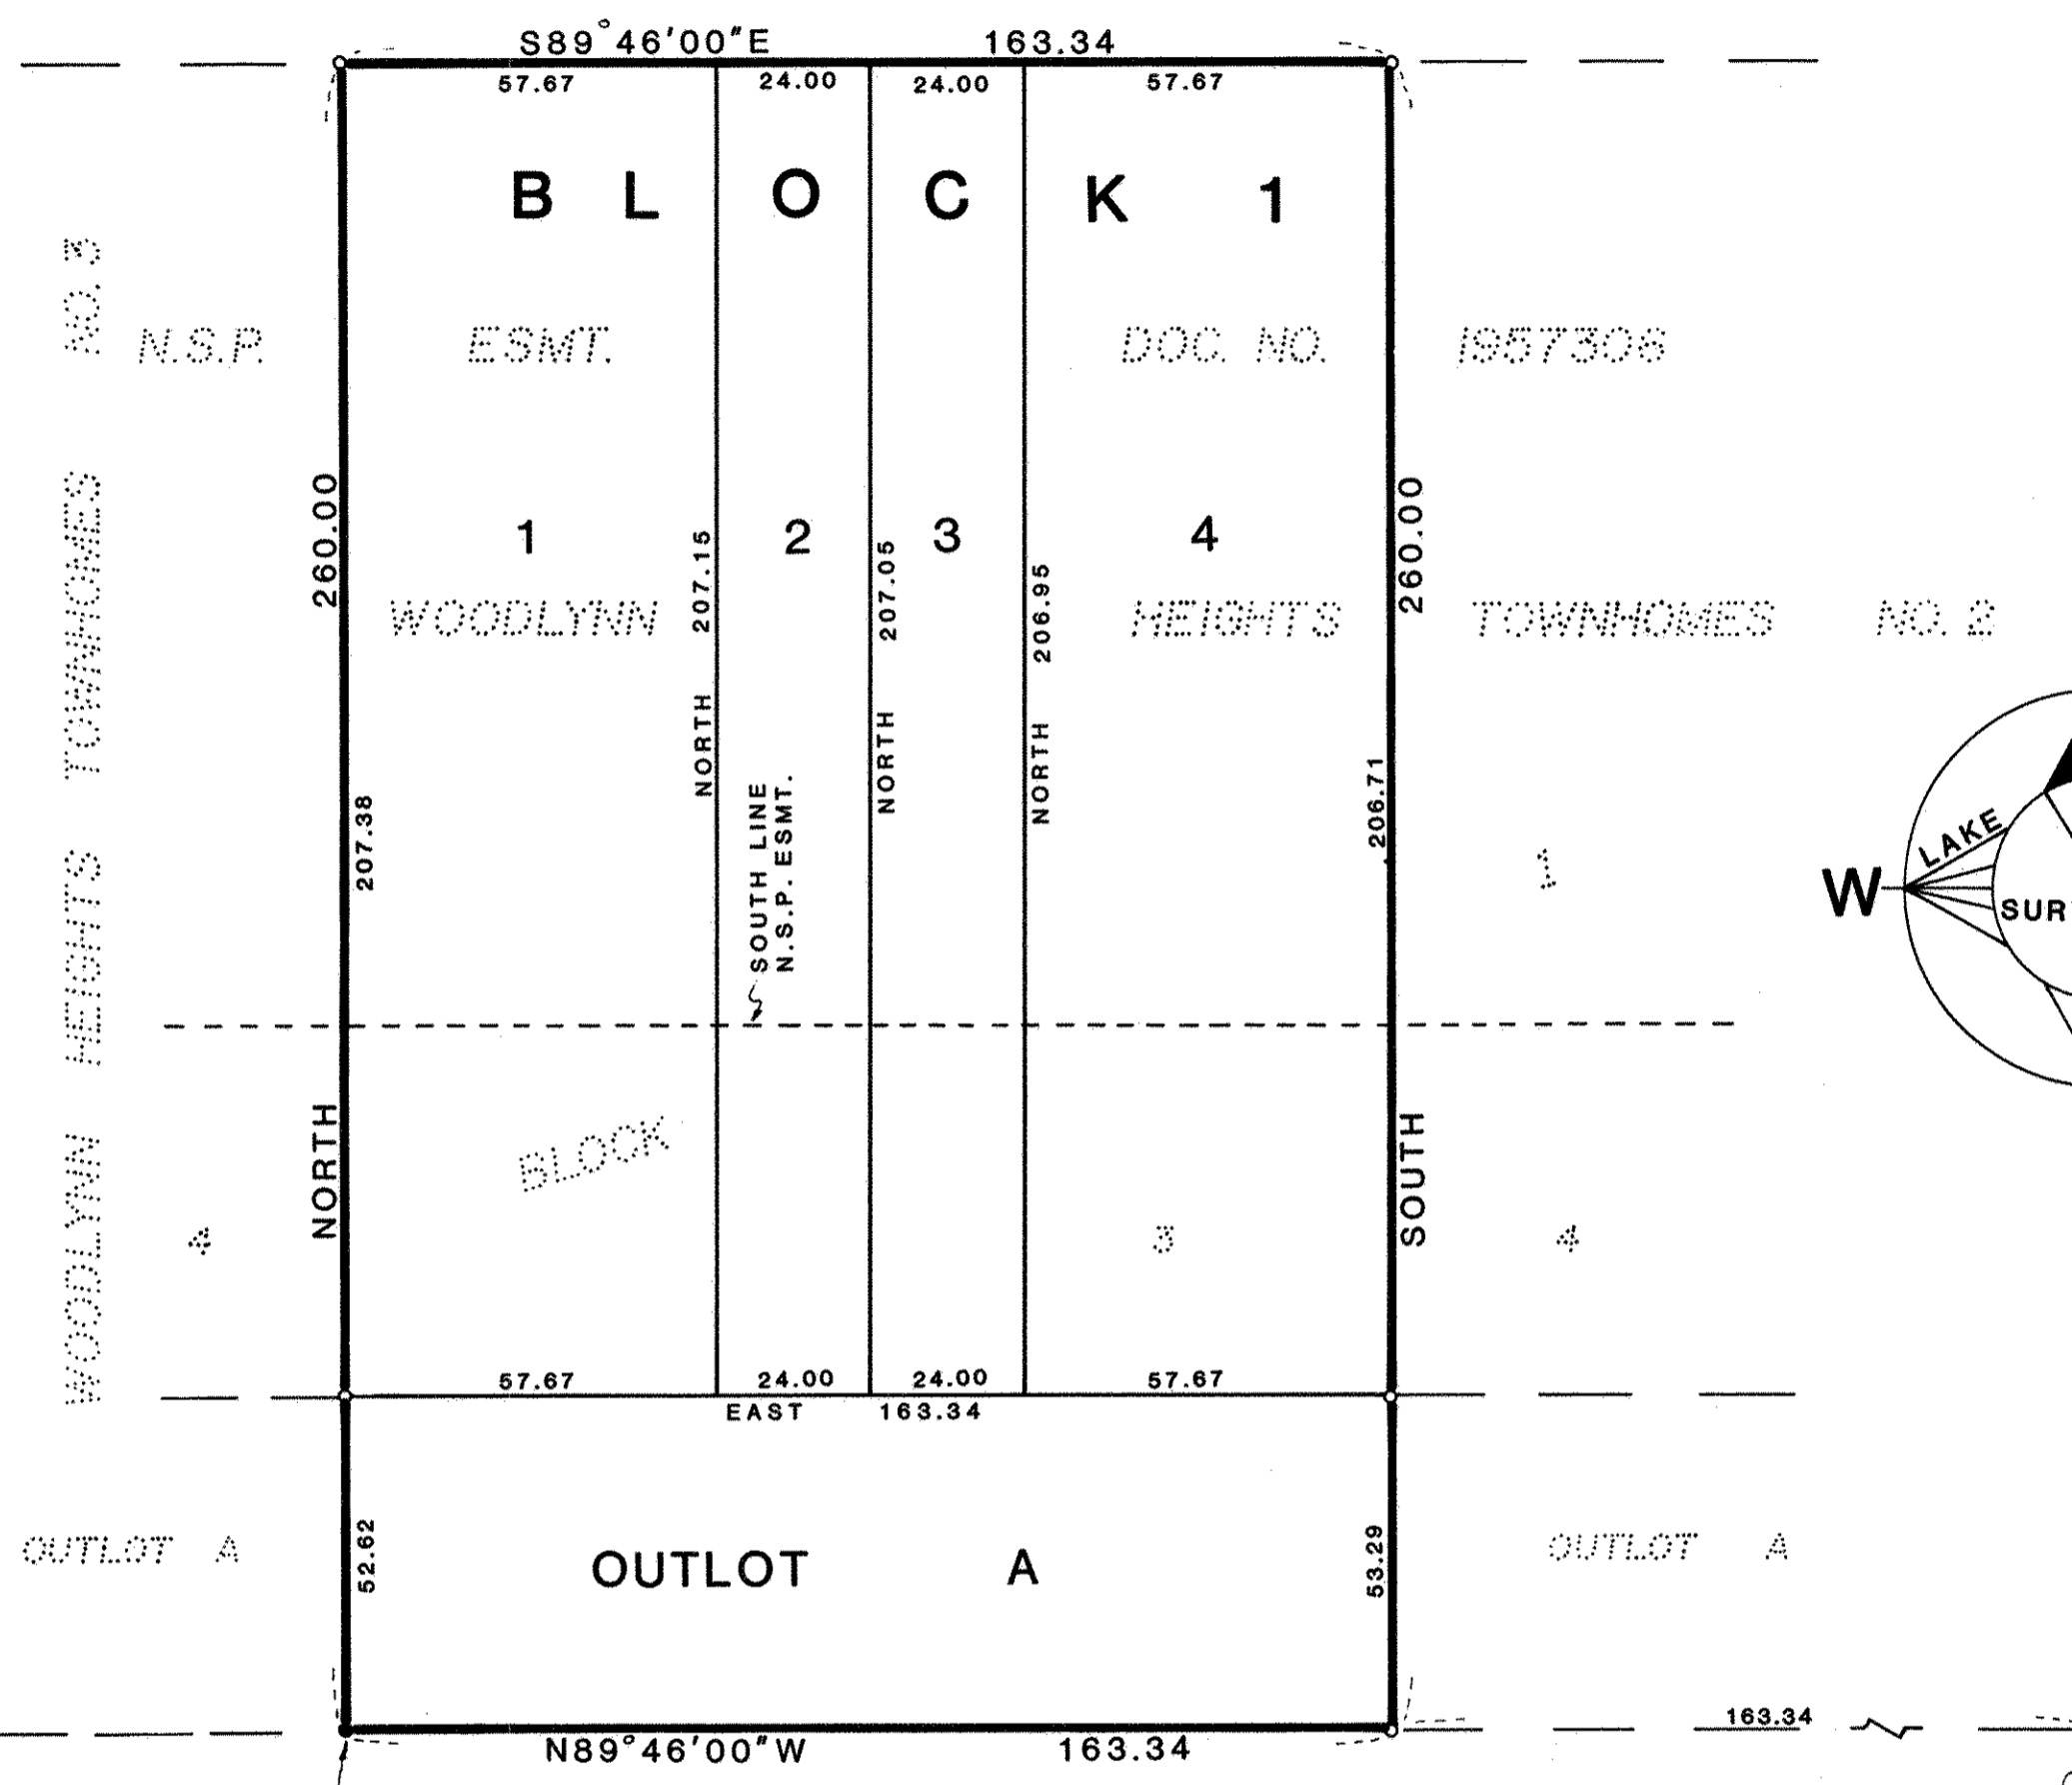 S89°46'00"E 163.34
57.67 24.00 24.00 57.67
B L O C K 1
NO. 3
N.S.P. ESMT. DOC. NO. 1957306
260.00
1 2 3 4
260.00
WOODLYNN HEIGHTS TOWNHOMES NO. 2
NORTH 207.15
NORTH 207.05
NORTH 206.95
WOODLYNN HEIGHTS TOWNHOMES
207.38
206.71
SOUTH LINE
N.S.P. ESMT.
1
W
LAKE
SUR
NORTH
BLOCK
SOUTH
4 3 4
57.67 24.00 24.00 57.67
EAST 163.34
OUTLOT A
52.62
OUTLOT A
53.29
OUTLOT A
163.34
N89°46'00"W 163.34